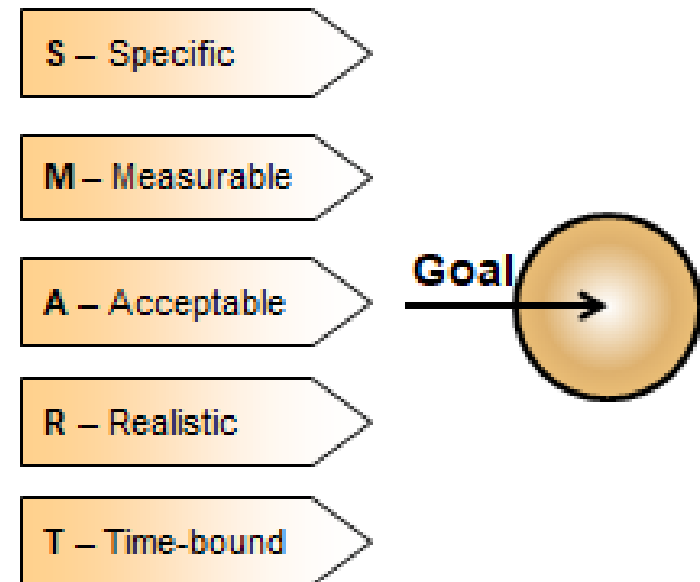 S – Specific
M – Measurable
Goal
A – Acceptable
R – Realistic
T – Time-bound